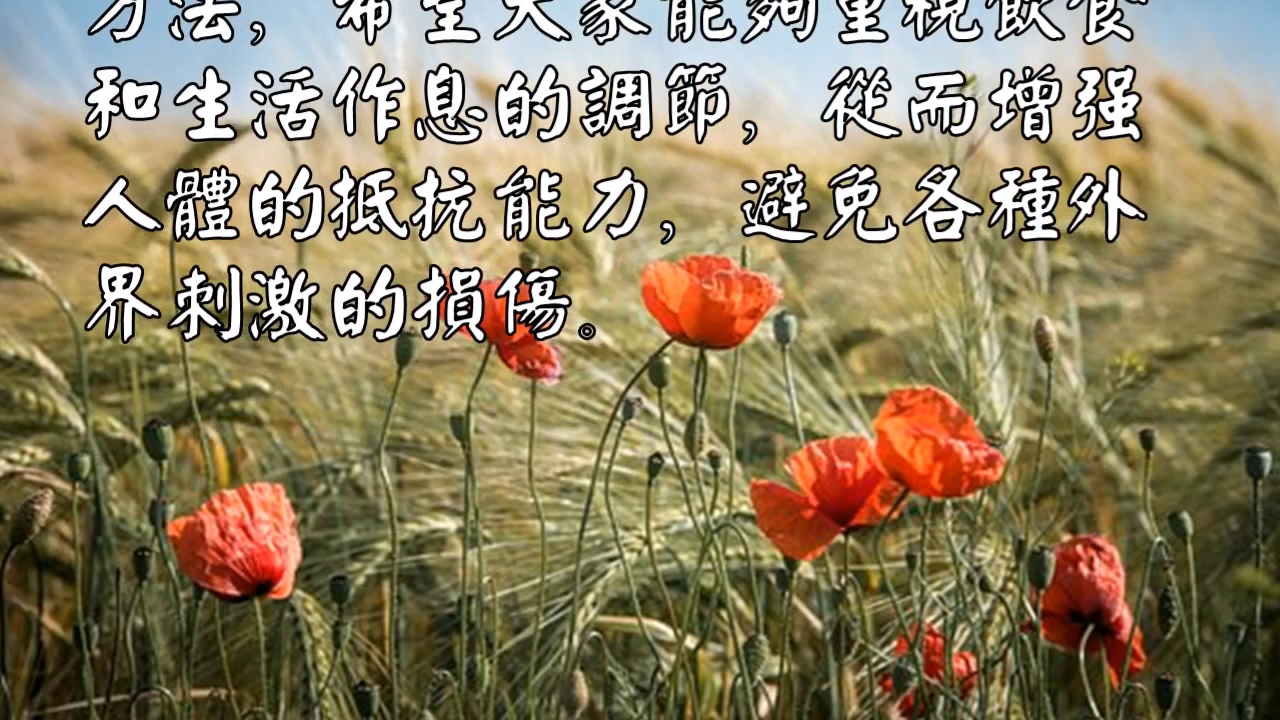 方法，希望大家能夠重視飲食
和生活作息的調節，從而增强
人體的抵抗能力，避免各種外
界刺激的損傷。